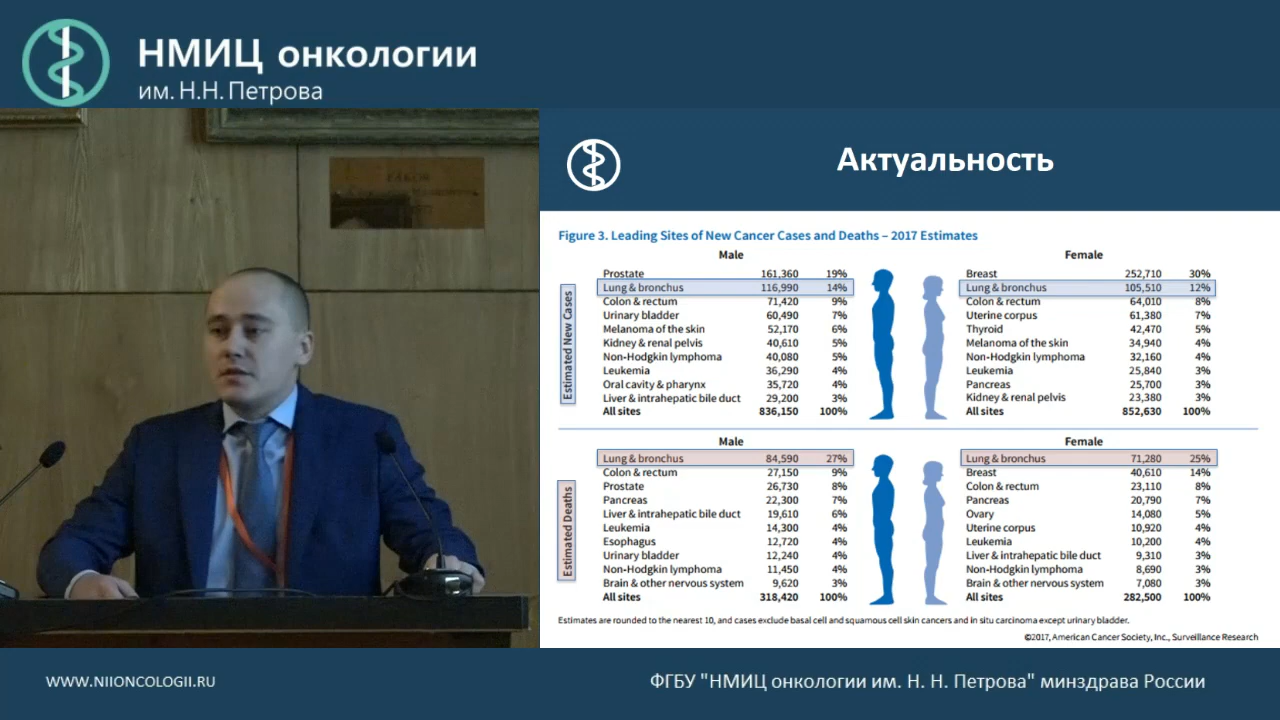 НМИЦ онкологии
им. Н.Н. Петрова
Актуальность
Figure 3. Leading Sites of New Cancer Cases and Deaths – 2017 Estimates
Male Female
Estimated New Cases
Prostate 161,360 19% Breast 252,710 30%
Lung & bronchus 116,990 14% Lung & bronchus 105,510 12%
Colon & rectum 71,420 9% Colon & rectum 64,010 8%
Urinary bladder 60,490 7% Uterine corpus 61,380 7%
Melanoma of the skin 52,170 6% Thyroid 42,470 5%
Kidney & renal pelvis 40,610 5% Melanoma of the skin 34,940 4%
Non-Hodgkin lymphoma 40,080 5% Non-Hodgkin lymphoma 32,160 4%
Leukemia 36,290 4% Leukemia 25,840 3%
Oral cavity & pharynx 35,720 4% Pancreas 25,700 3%
Liver & intrahepatic bile duct 29,200 3% Kidney & renal pelvis 23,380 3%
All sites 836,150 100% All sites 852,630 100%
Male Female
Estimated Deaths
Lung & bronchus 84,590 27% Lung & bronchus 71,280 25%
Colon & rectum 27,150 9% Breast 40,610 14%
Prostate 26,730 8% Colon & rectum 23,110 8%
Pancreas 22,300 7% Pancreas 20,790 7%
Liver & intrahepatic bile duct 19,610 6% Ovary 14,080 5%
Leukemia 14,300 4% Uterine corpus 10,920 4%
Esophagus 12,720 4% Leukemia 10,200 4%
Urinary bladder 12,240 4% Liver & intrahepatic bile duct 9,310 3%
Non-Hodgkin lymphoma 11,450 4% Non-Hodgkin lymphoma 8,690 3%
Brain & other nervous system 9,620 3% Brain & other nervous system 7,080 3%
All sites 318,420 100% All sites 282,500 100%
Estimates are rounded to the nearest 10, and cases exclude basal cell and squamous cell skin cancers and in situ carcinoma except urinary bladder.
©2017, American Cancer Society, Inc., Surveillance Research
WWW.NIIONCOLOGII.RU
ФГБУ "НМИЦ онкологии им. Н. Н. Петрова" минздрава России